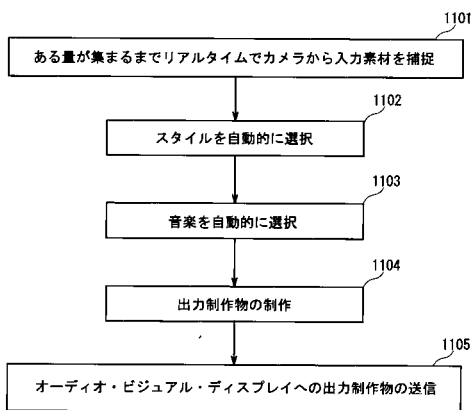 1101
ある量が集まるまでリアルタイムでカメラから入力素材を捕捉
1102
スタイルを自動的に選択
1103
音楽を自動的に選択
1104
出力制作物の制作
1105
オーディオ・ビジュアル・ディスプレイへの出力制作物の送信